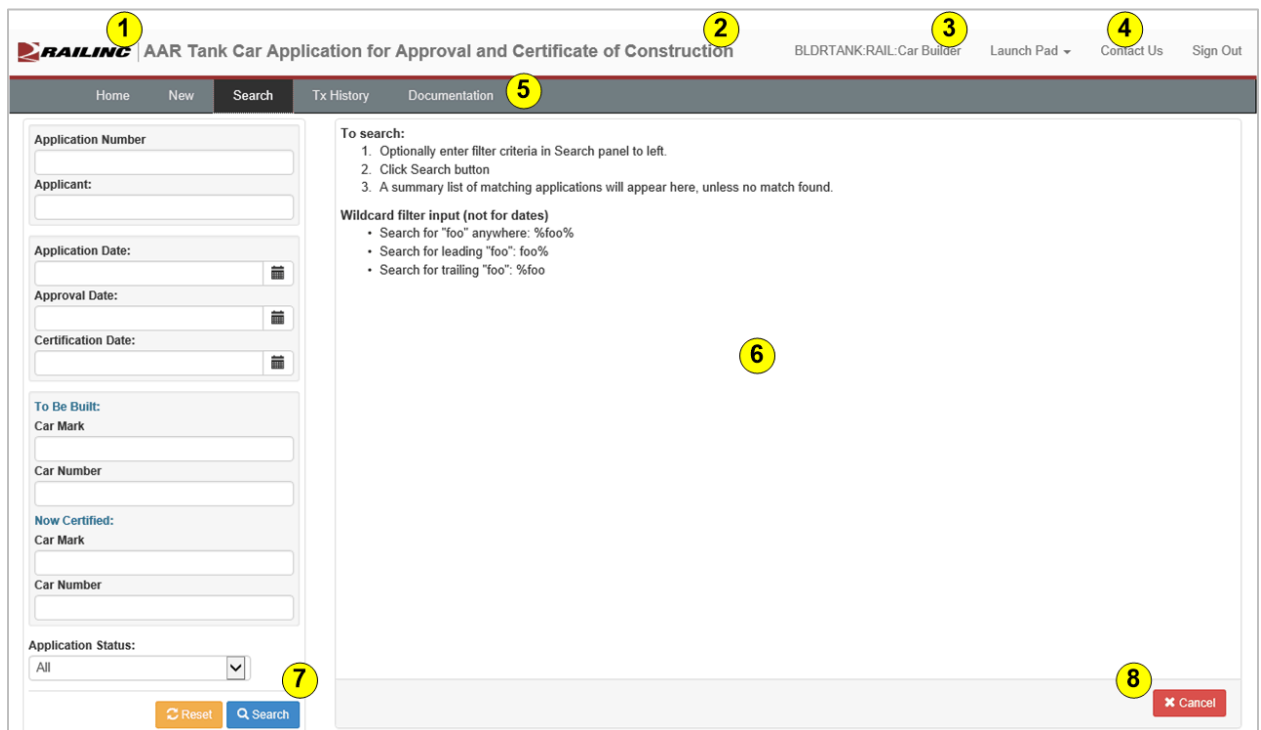 1
2
3
4
RAILINC AAR Tank Car Application for Approval and Certificate of Construction
BLDRTANK:RAIL:Car Builder
Launch Pad
Contact Us
Sign Out
Home
New
Search
Tx History
Documentation
5
Application Number
Applicant:
Application Date:
Approval Date:
Certification Date:
To Be Built:
Car Mark
Car Number
Now Certified:
Car Mark
Car Number
Application Status:
All
7
Reset
Search
To search:
1. Optionally enter filter criteria in Search panel to left.
2. Click Search button
3. A summary list of matching applications will appear here, unless no match found.
Wildcard filter input (not for dates)
• Search for "foo" anywhere: %foo%
• Search for leading "foo": foo%
• Search for trailing "foo": %foo
6
8
Cancel